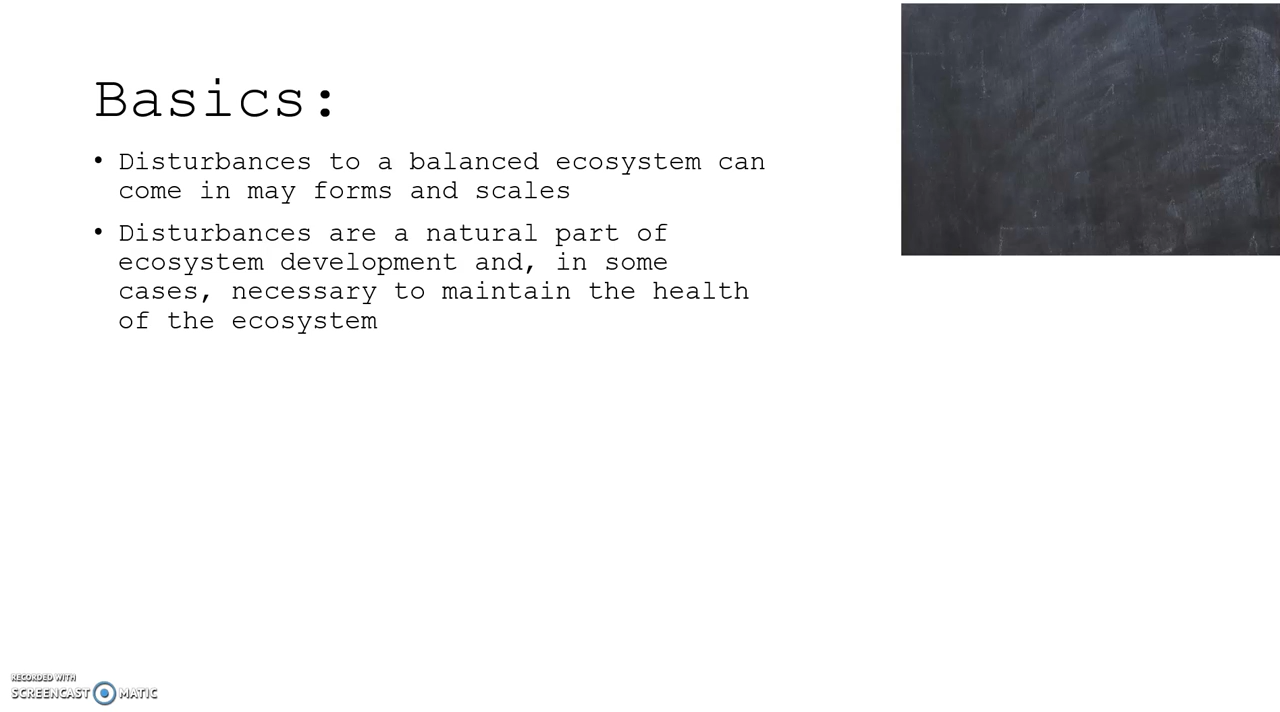 Basics:
• Disturbances to a balanced ecosystem can
come in may forms and scales
• Disturbances are a natural part of
ecosystem development and, in some
cases, necessary to maintain the health
of the ecosystem
RECORDED WITH
SCREENCAST MATIC